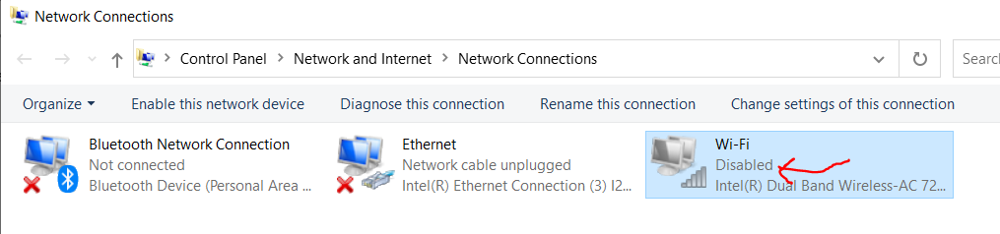 Network Connections
Control Panel > Network and Internet > Network Connections
Search
Organize Enable this network device Diagnose this connection Rename this connection Change settings of this connection
Bluetooth Network Connection
Not connected
Bluetooth Device (Personal Area ...
Ethernet
Network cable unplugged
Intel(R) Ethernet Connection (3) I2...
Wi-Fi
Disabled
Intel(R) Dual Band Wireless-AC 72...